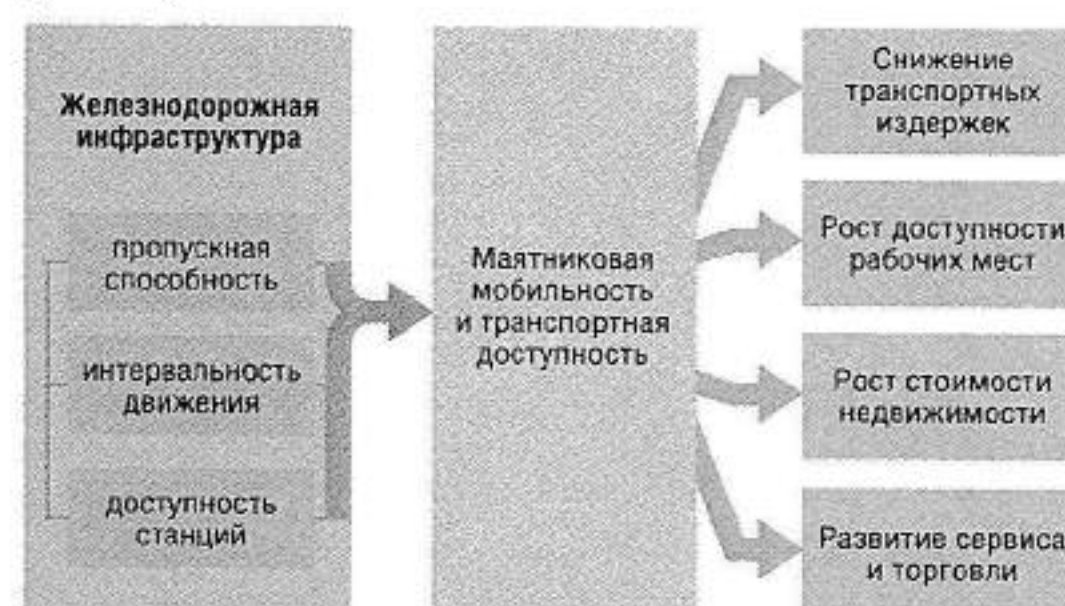 Железнодорожная
инфраструктура
пропускная
способность
интервальность
движения
доступность
станций
Маятниковая
мобильность
и транспортная
доступность
Снижение
транспортных
издержек
Рост доступности
рабочих мест
Рост стоимости
недвижимости
Развитие сервиса
и торговли